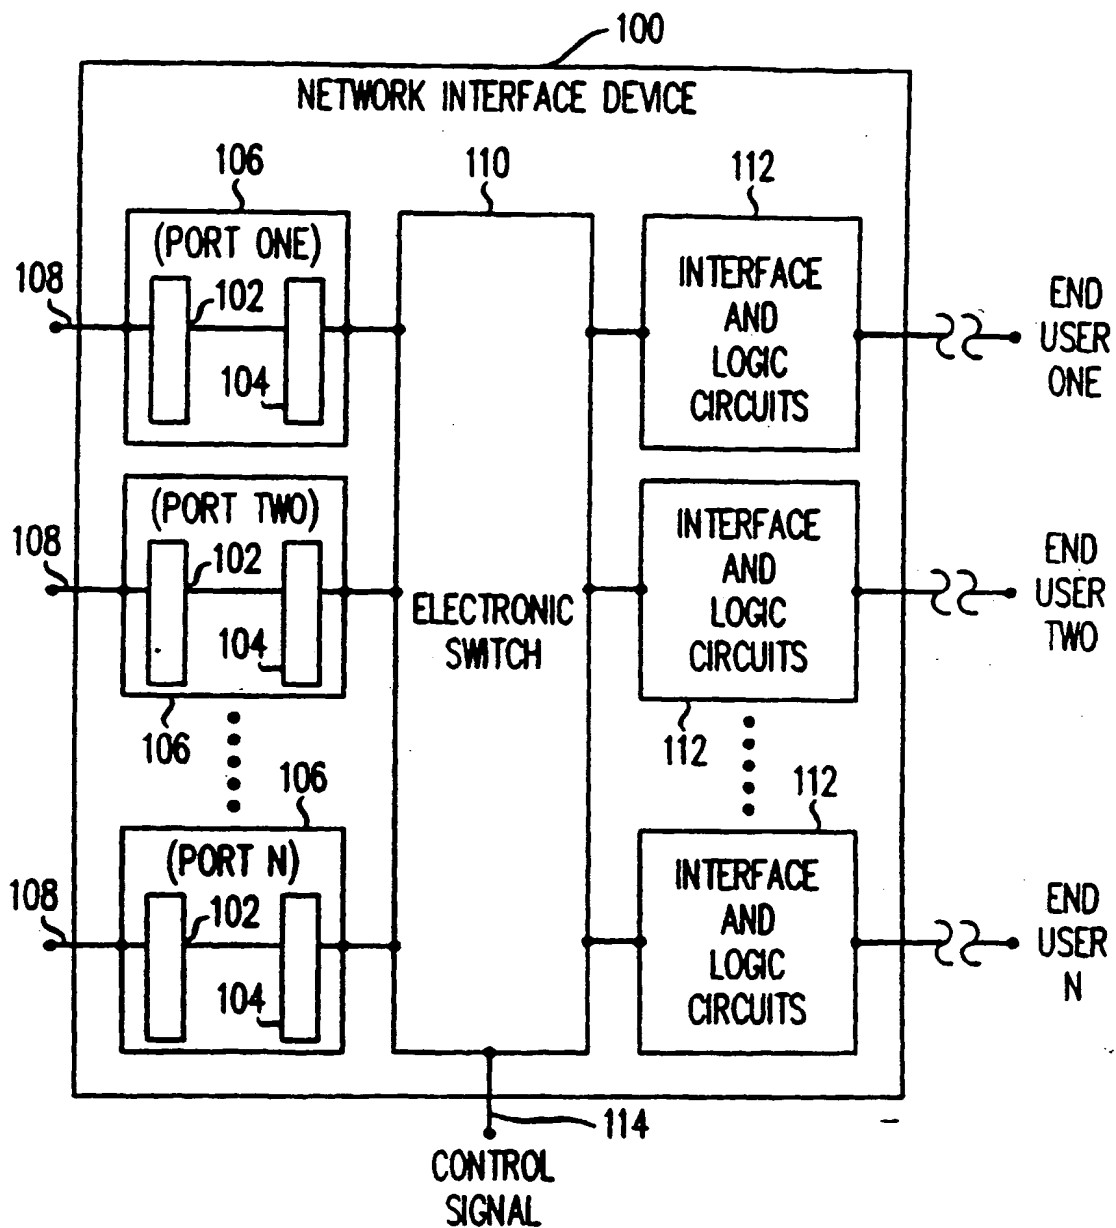 100
NETWORK INTERFACE DEVICE
106
110
112
(PORT ONE)
108
102
104
INTERFACE
AND
LOGIC
CIRCUITS
END
USER
ONE
(PORT TWO)
108
102
104
106
ELECTRONIC
SWITCH
INTERFACE
AND
LOGIC
CIRCUITS
112
END
USER
TWO
106
112
(PORT N)
108
102
104
INTERFACE
AND
LOGIC
CIRCUITS
END
USER
N
114
CONTROL
SIGNAL